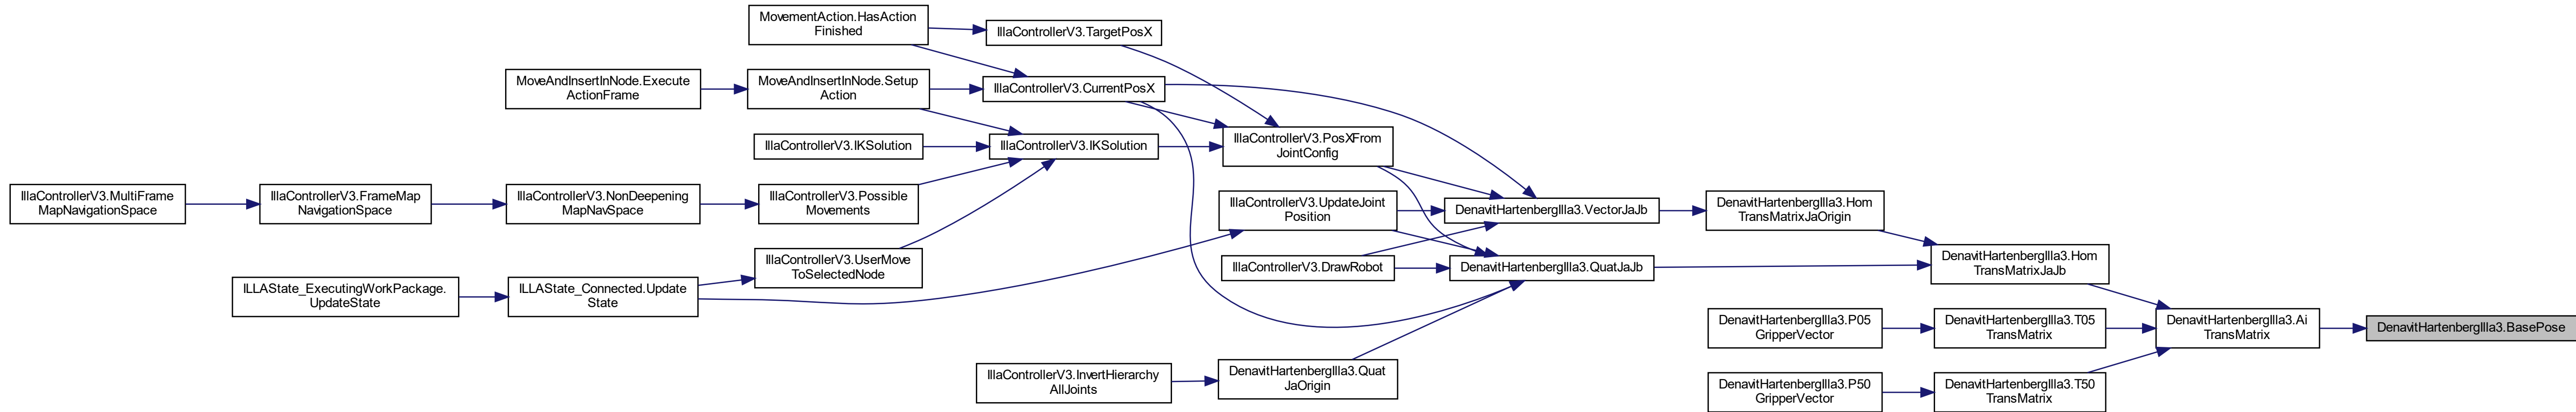 MovementAction.HasAction
Finished
IllaControllerV3.TargetPosX
MoveAndInsertInNode.Execute
ActionFrame
MoveAndInsertInNode.Setup
Action
IllaControllerV3.CurrentPosX
IllaControllerV3.IKSolution
IllaControllerV3.IKSolution
IllaControllerV3.PosXFrom
JointConfig
IllaControllerV3.MultiFrame
MapNavigationSpace
IllaControllerV3.FrameMap
NavigationSpace
IllaControllerV3.NonDeepening
MapNavSpace
IllaControllerV3.Possible
Movements
IllaControllerV3.UpdateJoint
Position
DenavitHartenbergIlla3.VectorJaJb
DenavitHartenbergIlla3.Hom
TransMatrixJaOrigin
ILLAState_ExecutingWorkPackage.
UpdateState
ILLAState_Connected.Update
State
IllaControllerV3.UserMove
ToSelectedNode
IllaControllerV3.DrawRobot
DenavitHartenbergIlla3.QuatJaJb
DenavitHartenbergIlla3.Hom
TransMatrixJaJb
DenavitHartenbergIlla3.P05
GripperVector
DenavitHartenbergIlla3.T05
TransMatrix
DenavitHartenbergIlla3.Ai
TransMatrix
DenavitHartenbergIlla3.BasePose
IllaControllerV3.InvertHierarchy
AllJoints
DenavitHartenbergIlla3.Quat
JaOrigin
DenavitHartenbergIlla3.P50
GripperVector
DenavitHartenbergIlla3.T50
TransMatrix